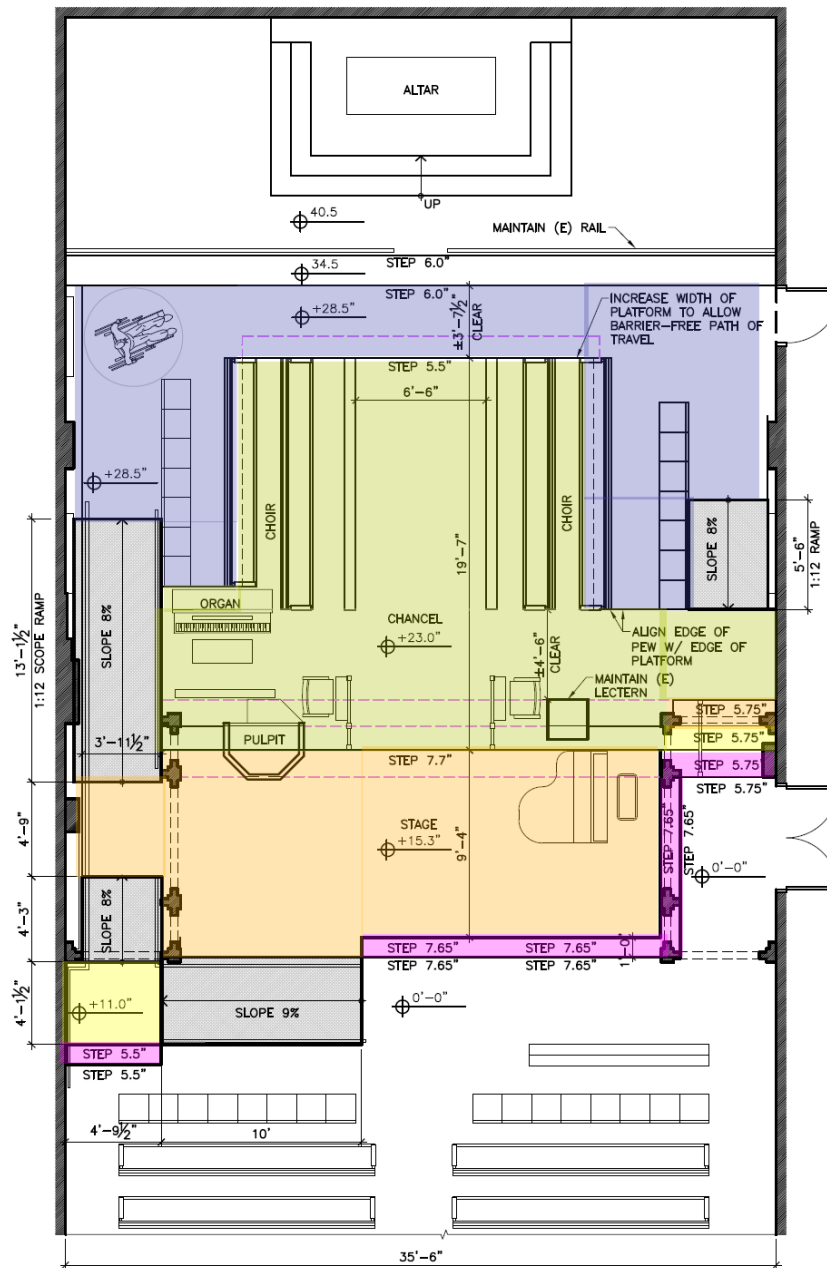 ALTAR
UP
40.5
MAINTAIN (E) RAIL
STEP 6.0"
34.5
STEP 6.0"
+28.5"
±3'-7½"
CLEAR
INCREASE WIDTH OF
PLATFORM TO ALLOW
BARRIER-FREE PATH OF
TRAVEL
STEP 5.5"
6'-6"
+28.5"
CHOIR
CHOIR
19'-7"
SLOPE 8%
5'-6"
1:12 RAMP
13'-1½"
1:12 SCOPE RAMP
SLOPE 8%
ORGAN
CHANCEL
+23.0"
±4'-6"
CLEAR
ALIGN EDGE OF
PEW W/ EDGE OF
PLATFORM
MAINTAIN (E)
LECTERN
3'-11½"
PULPIT
STEP 5.75"
STEP 5.75"
STEP 7.7"
STEP 5.75"
STEP 5.75"
4'-9"
STAGE
+15.3"
9'-4"
STEP 7.65"
STEP 7.65"
0'-0"
4'-3"
SLOPE 8%
STEP 7.65" STEP 7.65"
STEP 7.65" STEP 7.65"
1'-0"
4'-1½"
+11.0"
SLOPE 9%
0'-0"
STEP 5.5"
STEP 5.5"
4'-9½"
10'
35'-6"